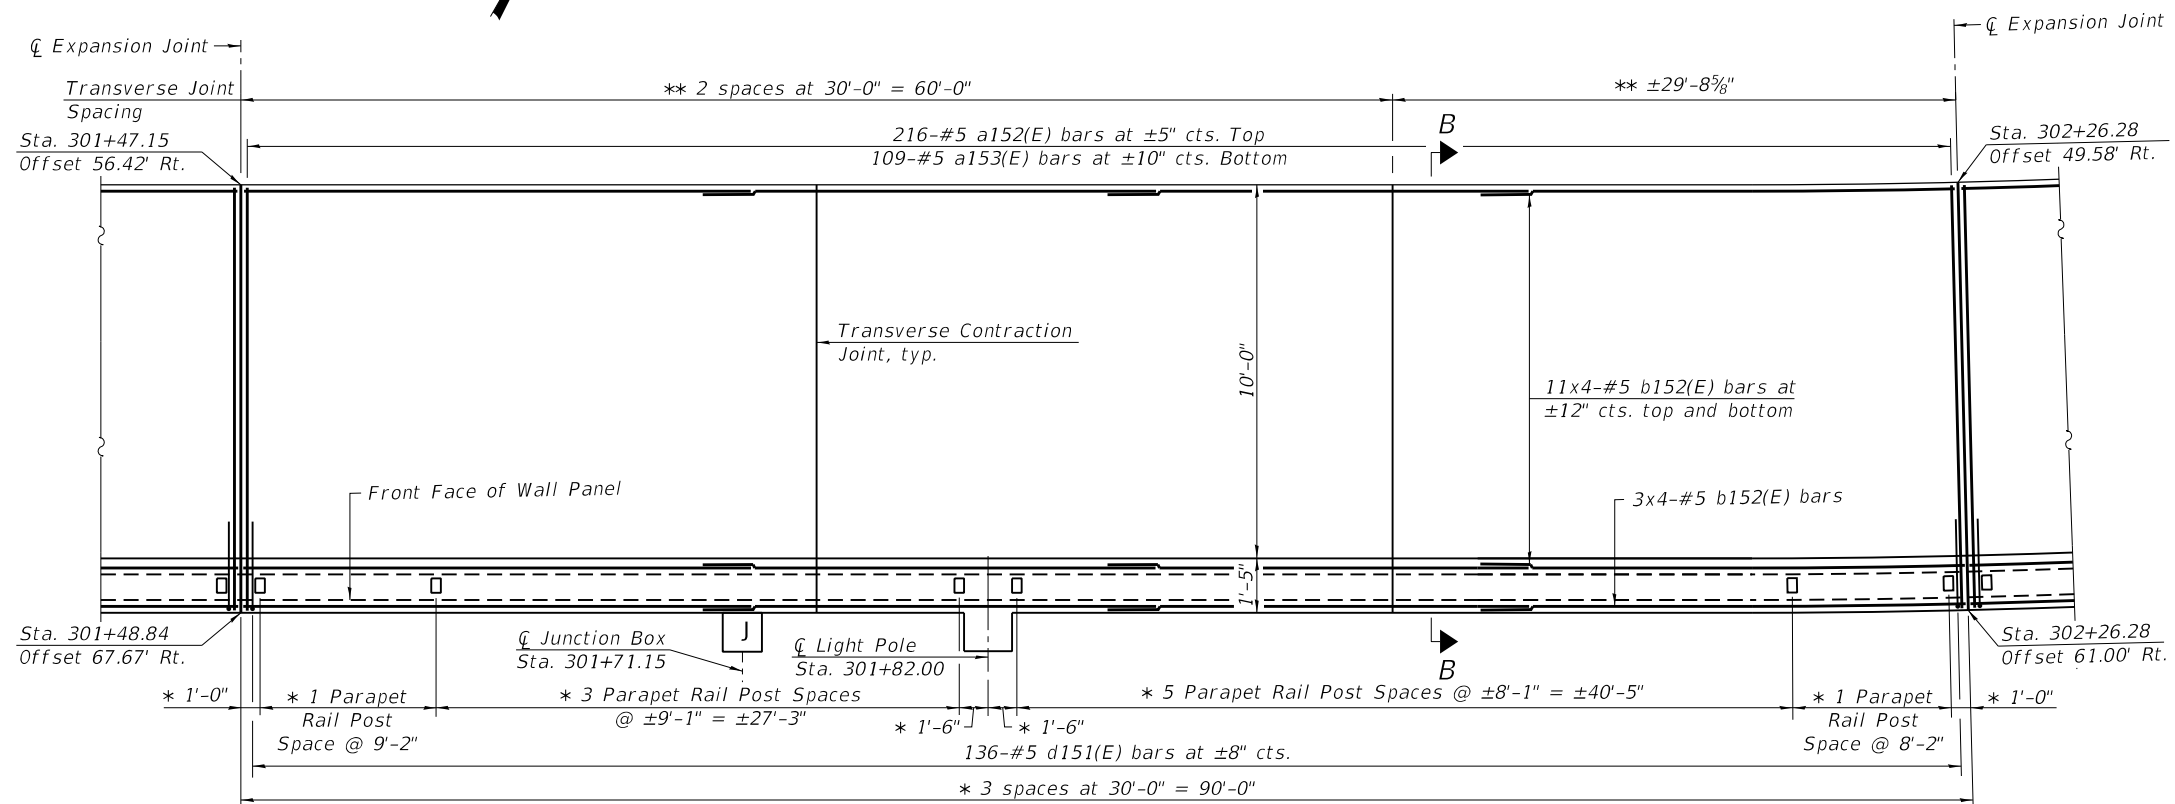 ℄ Expansion Joint
℄ Expansion Joint
Transverse Joint
Spacing
** 2 spaces at 30'-0" = 60'-0"
** ±29'-8⅝"
Sta. 301+47.15
Offset 56.42' Rt.
216-#5 a152(E) bars at ±5" cts. Top
109-#5 a153(E) bars at ±10" cts. Bottom
B
Sta. 302+26.28
Offset 49.58' Rt.
Transverse Contraction
Joint, typ.
10'-0"
11x4-#5 b152(E) bars at
±12" cts. top and bottom
Front Face of Wall Panel
3x4-#5 b152(E) bars
1'-5"
Sta. 301+48.84
Offset 67.67' Rt.
℄ Junction Box
Sta. 301+71.15
J
℄ Light Pole
Sta. 301+82.00
B
Sta. 302+26.28
Offset 61.00' Rt.
* 1'-0"
* 1 Parapet
Rail Post
Space @ 9'-2"
* 3 Parapet Rail Post Spaces
@ ±9'-1" = ±27'-3"
* 1'-6"
* 1'-6"
* 5 Parapet Rail Post Spaces @ ±8'-1" = ±40'-5"
* 1 Parapet
Rail Post
Space @ 8'-2"
* 1'-0"
136-#5 d151(E) bars at ±8" cts.
* 3 spaces at 30'-0" = 90'-0"